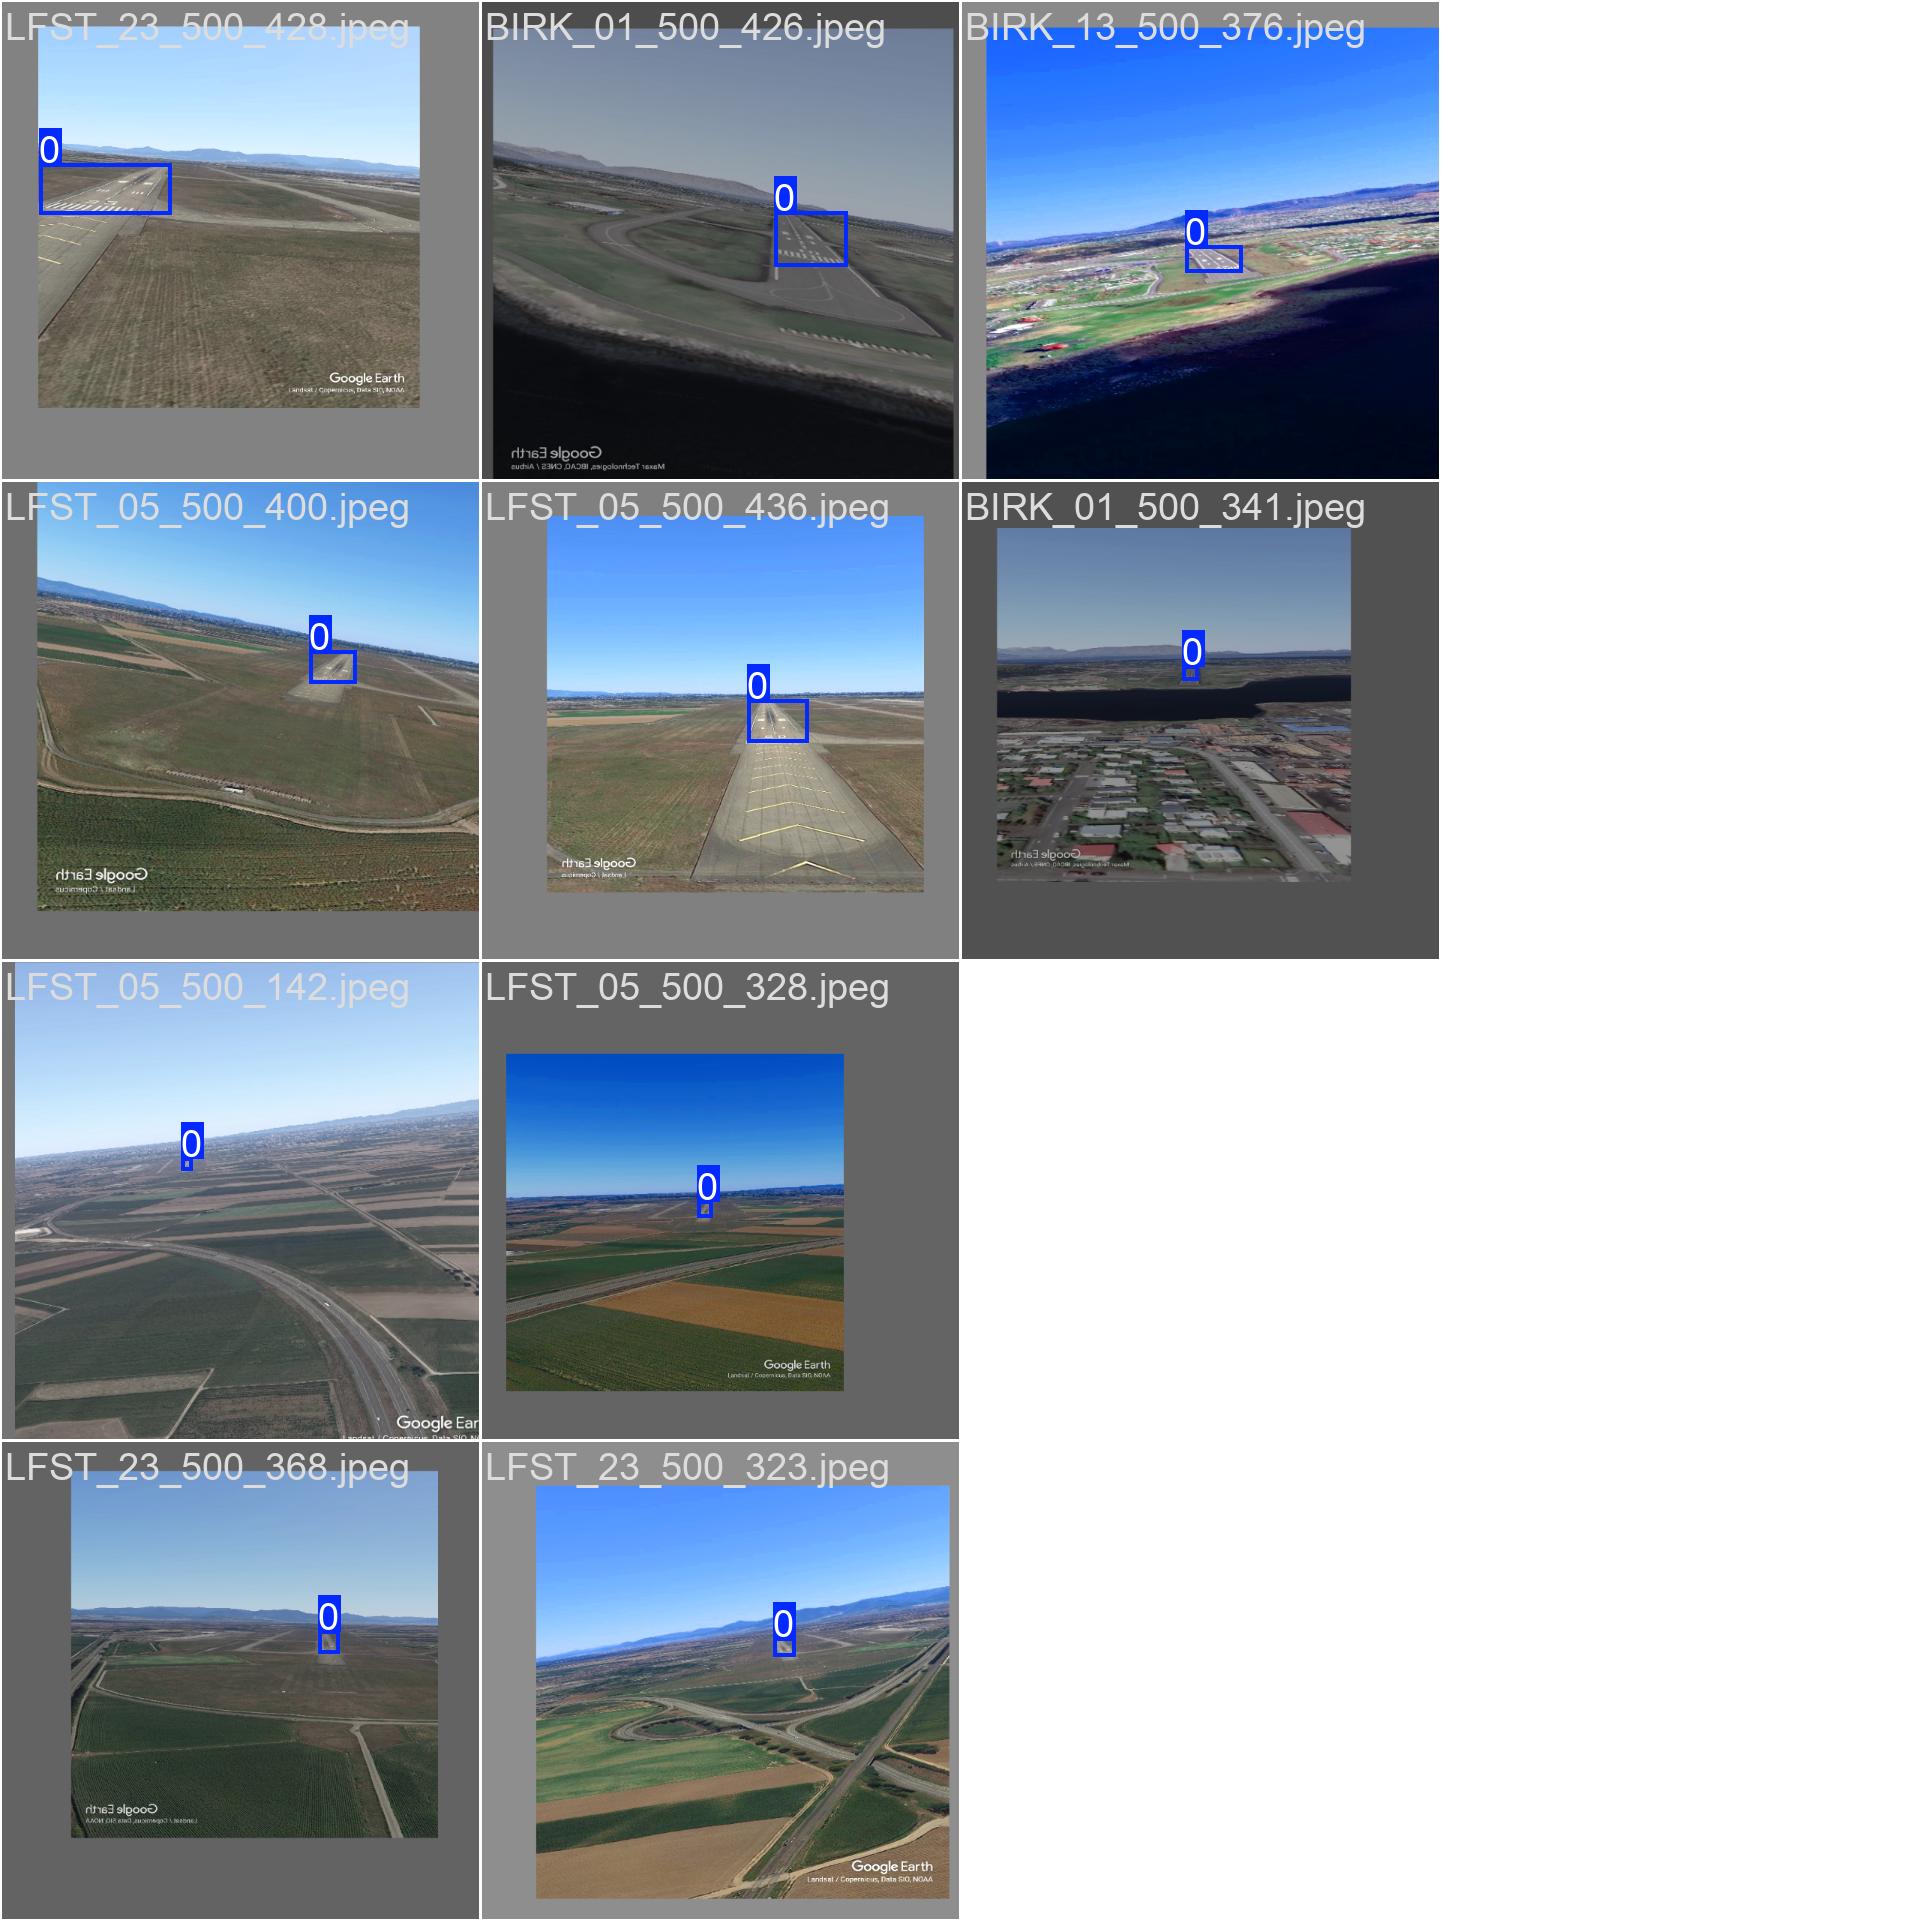 LFST_23_500_428.jpeg
0
Google Earth
Landsat / Copernicus, Data SIO, NOAA
BIRK_01_500_426.jpeg
0
Google Earth
Maxar Technologies, IBCAO, CNES / Airbus
BIRK_13_500_376.jpeg
0
LFST_05_500_400.jpeg
0
Google Earth
Landsat / Copernicus
LFST_05_500_436.jpeg
0
Google Earth
Landsat / Copernicus
BIRK_01_500_341.jpeg
0
Google Earth
Maxar Technologies, IBCAO, CNES / Airbus
LFST_05_500_142.jpeg
0
Google Ear
LFST_05_500_328.jpeg
0
Google Earth
Landsat / Copernicus, Data SIO, NOAA
LFST_23_500_368.jpeg
0
Google Earth
Landsat / Copernicus, Data SIO, NOAA
LFST_23_500_323.jpeg
0
Google Earth
Landsat / Copernicus, Data SIO, NOAA